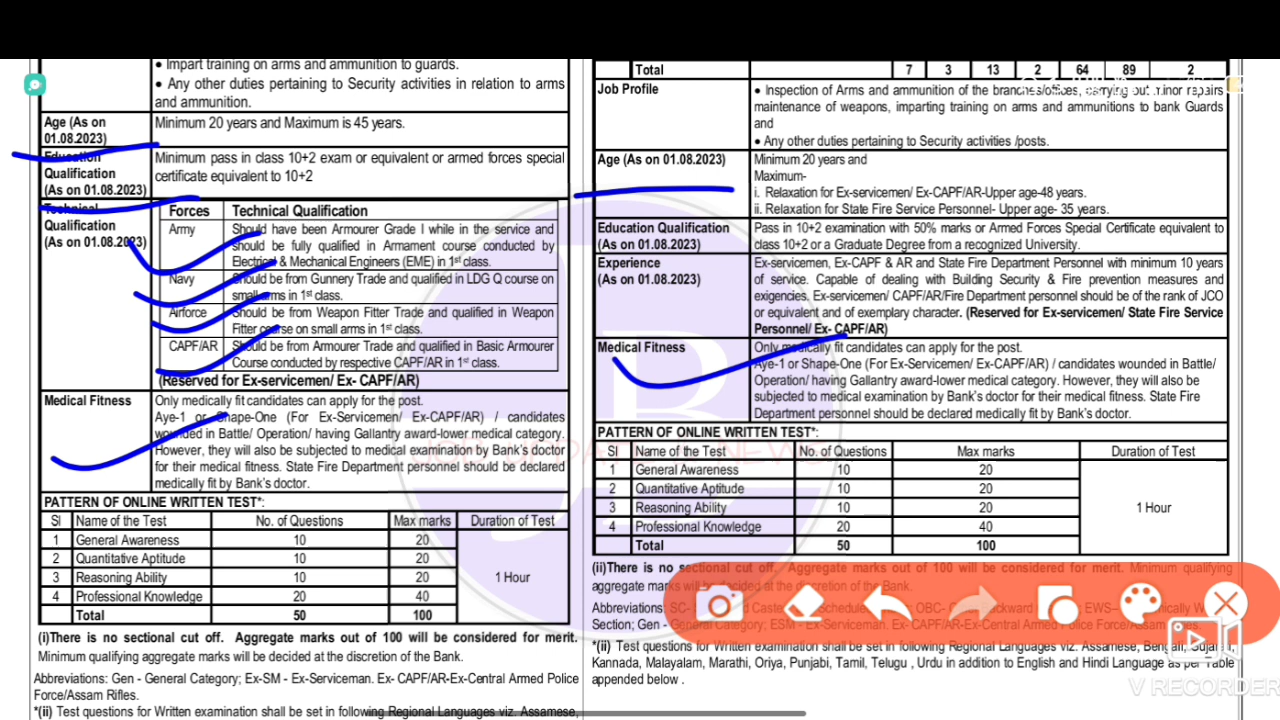 • Impart training on arms and ammunition to guards.
• Any other duties pertaining to Security activities in relation to arms
and ammunition.
Age (As on
01.08.2023)
Minimum 20 years and Maximum is 45 years.
Education
Qualification
(As on 01.08.2023)
Minimum pass in class 10+2 exam or equivalent or armed forces special
certificate equivalent to 10+2
Technical
Qualification
(As on 01.08.2023)
Forces Technical Qualification
Army Should have been Armourer Grade I while in the service and
should be fully qualified in Armament course conducted by
Electrical & Mechanical Engineers (EME) in 1st class.
Navy Should be from Gunnery Trade and qualified in LDG Q course on
small arms in 1st class.
Airforce Should be from Weapon Fitter Trade and qualified in Weapon
Fitter course on small arms in 1st class.
CAPF/AR Should be from Armourer Trade and qualified in Basic Armourer
Course conducted by respective CAPF/AR in 1st class.
(Reserved for Ex-servicemen/ Ex- CAPF/AR)
Medical Fitness
Only medically fit candidates can apply for the post.
Aye-1 or Shape-One (For Ex-Servicemen/ Ex-CAPF/AR) / candidates
wounded in Battle/ Operation/ having Gallantry award-lower medical category.
However, they will also be subjected to medical examination by Bank'sdoctor
for their medical fitness. State Fire Department personnel should be declared
medically fit by Bank's doctor.
PATTERN OF ONLINE WRITTEN TEST*:
Sl Name of the Test No. of Questions Max marks Duration of Test
1 General Awareness 10 20
2 Quantitative Aptitude 10 20
3 Reasoning Ability 10 20 1 Hour
4 Professional Knowledge 20 40
Total 50 100
(i)There is no sectional cut off. Aggregate marks out of 100 will be considered for merit.
Minimum qualifying aggregate marks will be decided at the discretion of the Bank.
Abbreviations: Gen - General Category; Ex-SM - Ex-Serviceman. Ex- CAPF/AR-Ex-Central Armed Police
Force/Assam Rifles.
*(ii) Test questions for Written examination shall be set in following Regional Languages viz. Assamese,
Total 7 3 13 2 64 89 2
Job Profile
• Inspection of Arms and ammunition of the branches/offices, carrying out minor repairs
maintenance of weapons, imparting training on arms and ammunitions to bank Guards
and
• Any other duties pertaining to Security activities /posts.
Age (As on 01.08.2023)
Minimum 20 years and
Maximum-
i. Relaxation for Ex-servicemen/ Ex-CAPF/AR-Upper age-48 years.
ii. Relaxation for State Fire Service Personnel- Upper age- 35 years.
Education Qualification
(As on 01.08.2023)
Pass in 10+2 examination with 50% marks or Armed Forces Special Certificate equivalent to
class 10+2 or a Graduate Degree from a recognized University.
Experience
(As on 01.08.2023)
Ex-servicemen, Ex-CAPF & AR and State Fire Department Personnel with minimum 10 years
of service. Capable of dealing with Building Security & Fire prevention measures and
exigencies. Ex-servicemen/ CAPF/AR/Fire Department personnel should be of the rank of JCO
or equivalent and of exemplary character. (Reserved for Ex-servicemen/ State Fire Service
Personnel/ Ex- CAPF/AR)
Medical Fitness
Only medically fit candidates can apply for the post.
Aye-1 or Shape-One (For Ex-Servicemen/ Ex-CAPF/AR) / candidates wounded in Battle/
Operation/ having Gallantry award-lower medical category. However, they will also be
subjected to medical examination by Bank's doctor for their medical fitness. State Fire
Department personnel should be declared medically fit by Bank's doctor.
PATTERN OF ONLINE WRITTEN TEST*:
Sl Name of the Test No. of Questions Max marks Duration of Test
1 General Awareness 10 20
2 Quantitative Aptitude 10 20
3 Reasoning Ability 10 20 1 Hour
4 Professional Knowledge 20 40
Total 50 100
(ii)There is no sectional cut off. Aggregate marks out of 100 will be considered for merit. Minimum qualifying
aggregate marks will be decided at the discretion of the Bank.
Abbreviations: SC- Caste Schedule OBC- Backward EWS-
Section; Gen - General Category; ESM - Ex-Serviceman. Ex- CAPF/AR-Ex-Central Armed Police Force/Assam
*(ii) Test questions for Written examination shall be set in following Regional Languages viz. Assamese, Bengali, Gujarati,
Kannada, Malayalam, Marathi, Oriya, Punjabi, Tamil, Telugu , Urdu in addition to English and Hindi Language as per Table
appended below .
V RECORDER